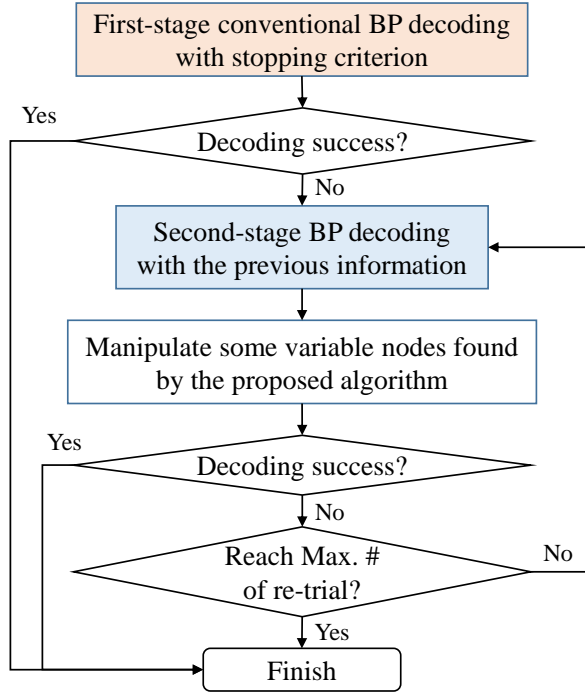 First-stage conventional BP decoding
with stopping criterion
Yes
Decoding success?
No
Second-stage BP decoding
with the previous information
Manipulate some variable nodes found
by the proposed algorithm
Yes
Decoding success?
No
Reach Max. #
of re-trial?
No
Yes
Finish